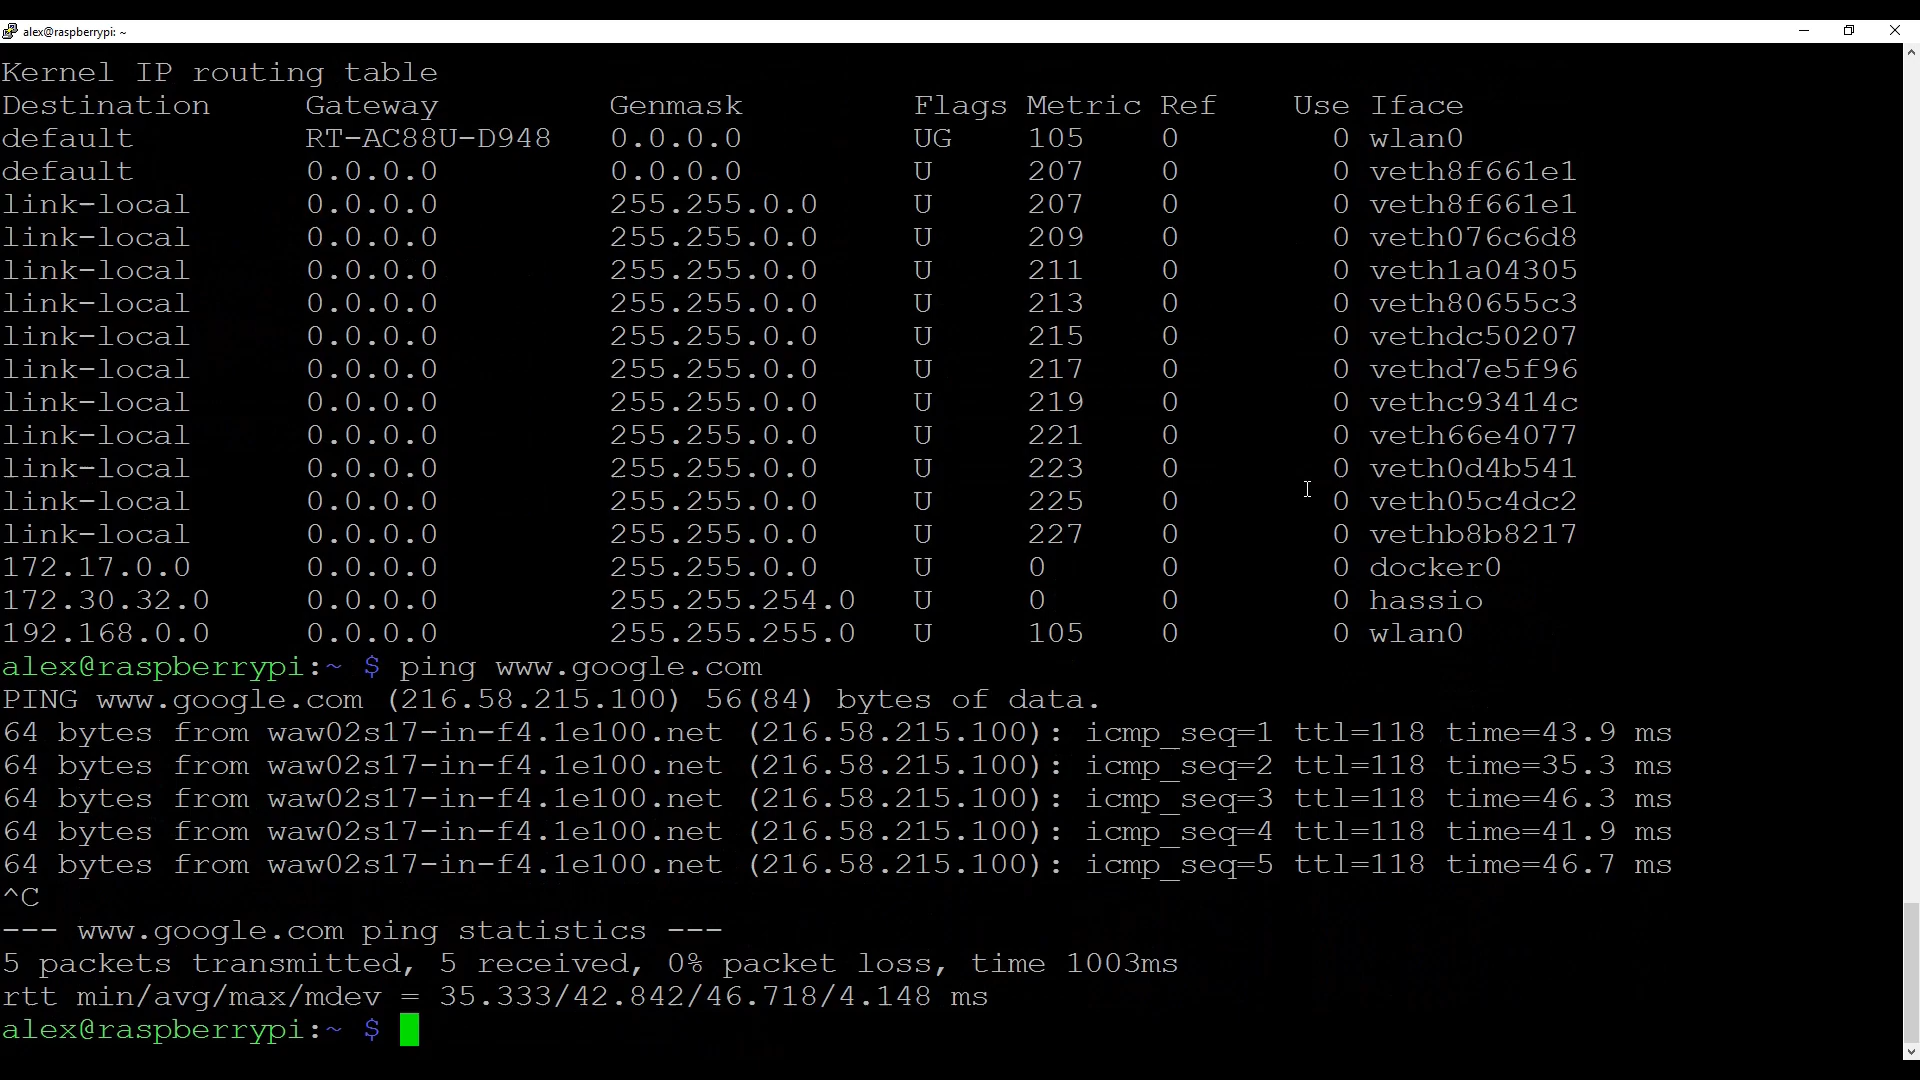 alex@raspberrypi: ~
Kernel IP routing table
Destination     Gateway         Genmask         Flags Metric Ref    Use Iface
default         RT-AC88U-D948   0.0.0.0         UG    105    0        0 wlan0
default         0.0.0.0         0.0.0.0         U     207    0        0 veth8f661e1
link-local      0.0.0.0         255.255.0.0     U     207    0        0 veth8f661e1
link-local      0.0.0.0         255.255.0.0     U     209    0        0 veth076c6d8
link-local      0.0.0.0         255.255.0.0     U     211    0        0 veth1a04305
link-local      0.0.0.0         255.255.0.0     U     213    0        0 veth80655c3
link-local      0.0.0.0         255.255.0.0     U     215    0        0 vethdc50207
link-local      0.0.0.0         255.255.0.0     U     217    0        0 vethd7e5f96
link-local      0.0.0.0         255.255.0.0     U     219    0        0 vethc93414c
link-local      0.0.0.0         255.255.0.0     U     221    0        0 veth66e4077
link-local      0.0.0.0         255.255.0.0     U     223    0        0 veth0d4b541
link-local      0.0.0.0         255.255.0.0     U     225    0        0 veth05c4dc2
link-local      0.0.0.0         255.255.0.0     U     227    0        0 vethb8b8217
172.17.0.0      0.0.0.0         255.255.0.0     U     0      0        0 docker0
172.30.32.0     0.0.0.0         255.255.254.0   U     0      0        0 hassio
192.168.0.0     0.0.0.0         255.255.255.0   U     105    0        0 wlan0
alex@raspberrypi:~ $ ping www.google.com
PING www.google.com (216.58.215.100) 56(84) bytes of data.
64 bytes from waw02s17-in-f4.1e100.net (216.58.215.100): icmp_seq=1 ttl=118 time=43.9 ms
64 bytes from waw02s17-in-f4.1e100.net (216.58.215.100): icmp_seq=2 ttl=118 time=35.3 ms
64 bytes from waw02s17-in-f4.1e100.net (216.58.215.100): icmp_seq=3 ttl=118 time=46.3 ms
64 bytes from waw02s17-in-f4.1e100.net (216.58.215.100): icmp_seq=4 ttl=118 time=41.9 ms
64 bytes from waw02s17-in-f4.1e100.net (216.58.215.100): icmp_seq=5 ttl=118 time=46.7 ms
^C
--- www.google.com ping statistics ---
5 packets transmitted, 5 received, 0% packet loss, time 1003ms
rtt min/avg/max/mdev = 35.333/42.842/46.718/4.148 ms
alex@raspberrypi:~ $